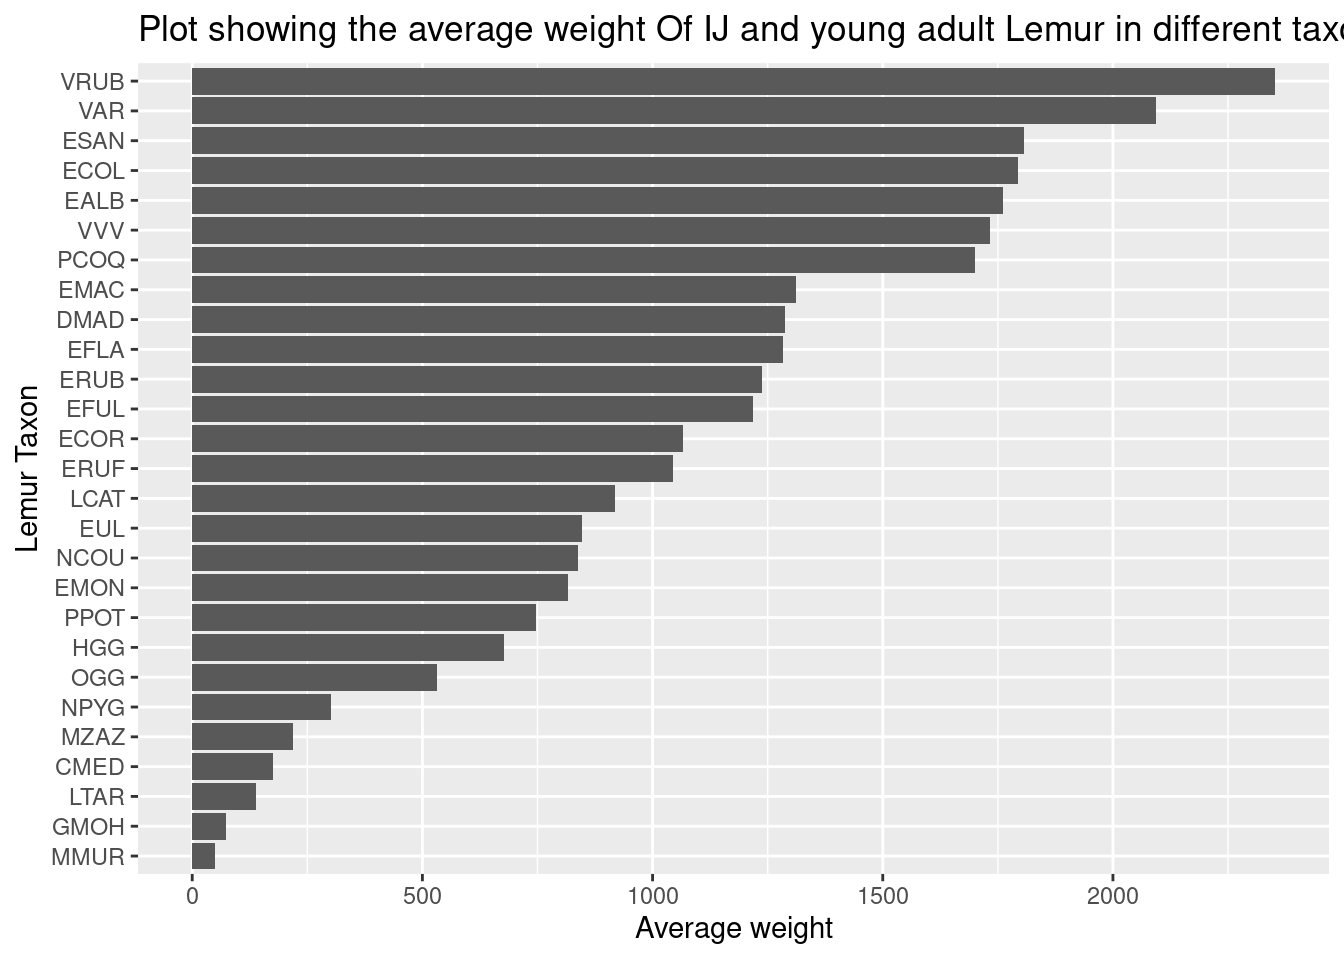 Plot showing the average weight Of IJ and young adult Lemur in different taxo
VRUB
VAR
ESAN
ECOL
EALB
VVV
PCOQ
EMAC
DMAD
EFLA
ERUB
EFUL
ECOR
ERUF
LCAT
EUL
NCOU
EMON
PPOT
HGG
OGG
NPYG
MZAZ
CMED
LTAR
GMOH
MMUR
Lemur Taxon
0 500 1000 1500 2000
Average weight